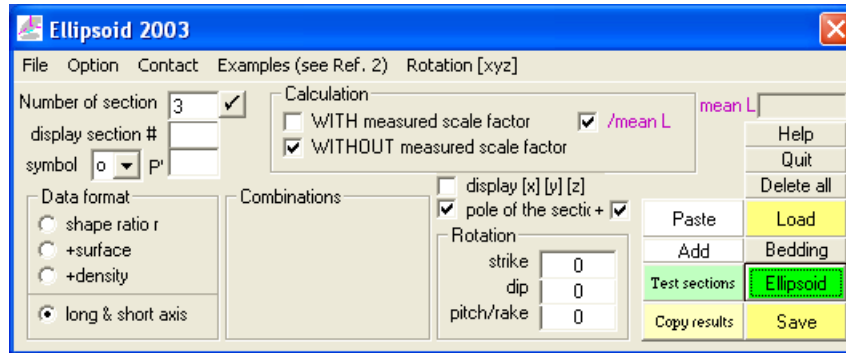 Ellipsoid 2003
File Option Contact Examples (see Ref. 2) Rotation [xyz]
Number of section 3
display section #
symbol o P'
Calculation
WITH measured scale factor /mean L
WITHOUT measured scale factor
mean L
Help
Quit
Delete all
Data format
shape ratio r
+surface
+density
long & short axis
Combinations
display [x] [y] [z]
pole of the sectic +
Rotation
strike 0
dip 0
pitch/rake 0
Paste Load
Add Bedding
Test sections Ellipsoid
Copy results Save